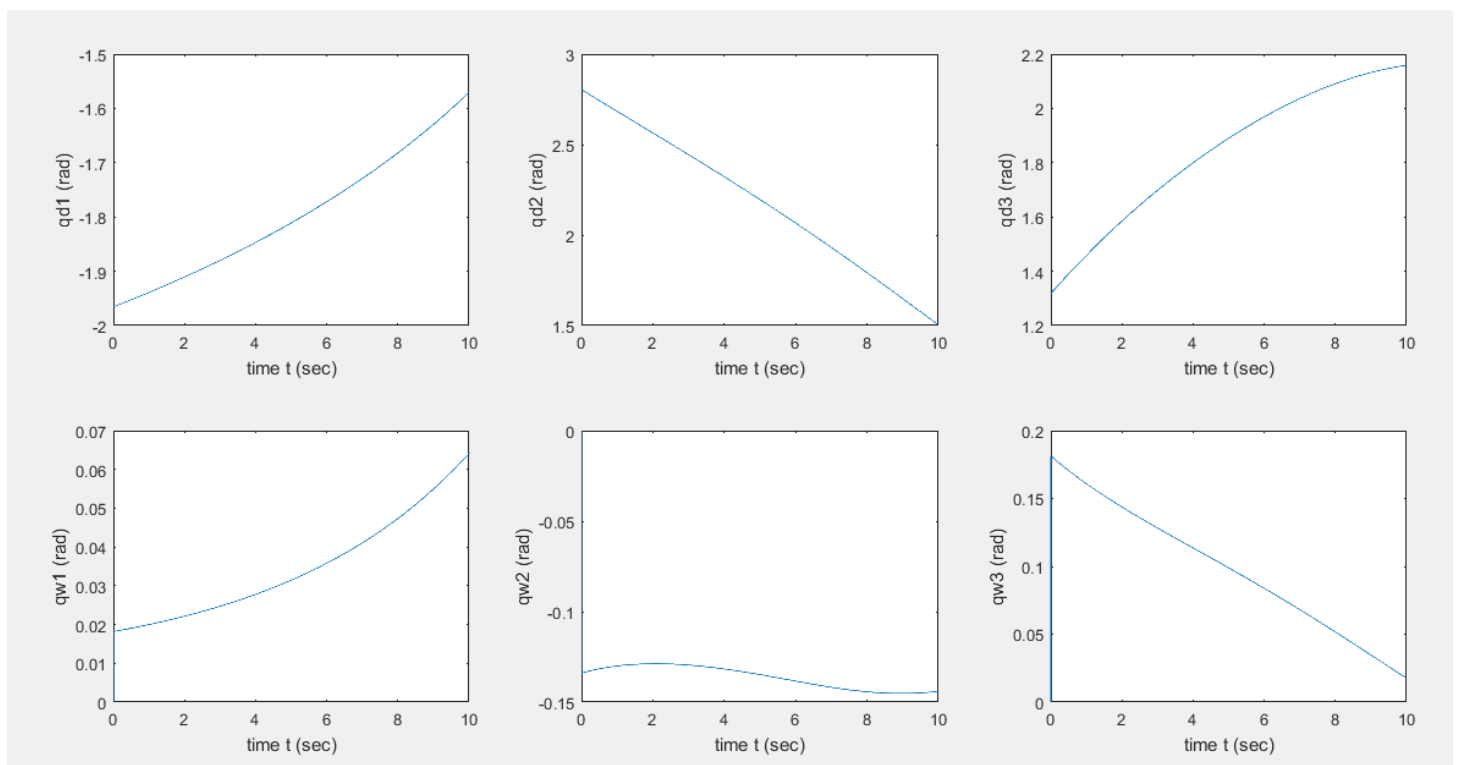 -1.5
-1.6
-1.7
-1.8
-1.9
-2
qd1 (rad)
0 2 4 6 8 10
time t (sec)
3
2.5
2
1.5
qd2 (rad)
0 2 4 6 8 10
time t (sec)
2.2
2
1.8
1.6
1.4
1.2
qd3 (rad)
0 2 4 6 8 10
time t (sec)
0.07
0.06
0.05
0.04
0.03
0.02
0.01
0
qw1 (rad)
0 2 4 6 8 10
time t (sec)
0
-0.05
-0.1
-0.15
qw2 (rad)
0 2 4 6 8 10
time t (sec)
0.2
0.15
0.1
0.05
0
qw3 (rad)
0 2 4 6 8 10
time t (sec)